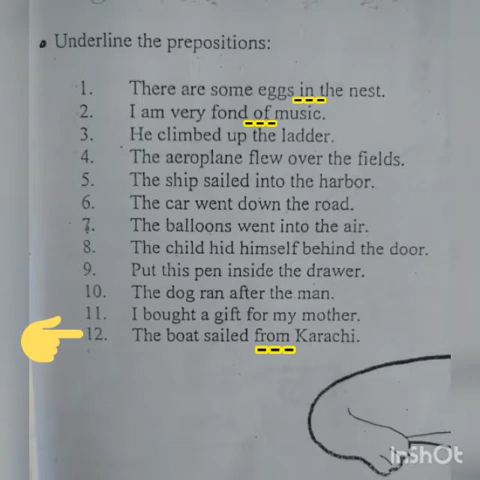 Underline the prepositions:
1. There are some eggs in the nest.
2. I am very fond of music.
3. He climbed up the ladder.
4. The aeroplane flew over the fields.
5. The ship sailed into the harbor.
6. The car went down the road.
7. The balloons went into the air.
8. The child hid himself behind the door.
9. Put this pen inside the drawer.
10. The dog ran after the man.
11. I bought a gift for my mother.
12. The boat sailed from Karachi.
InShOt